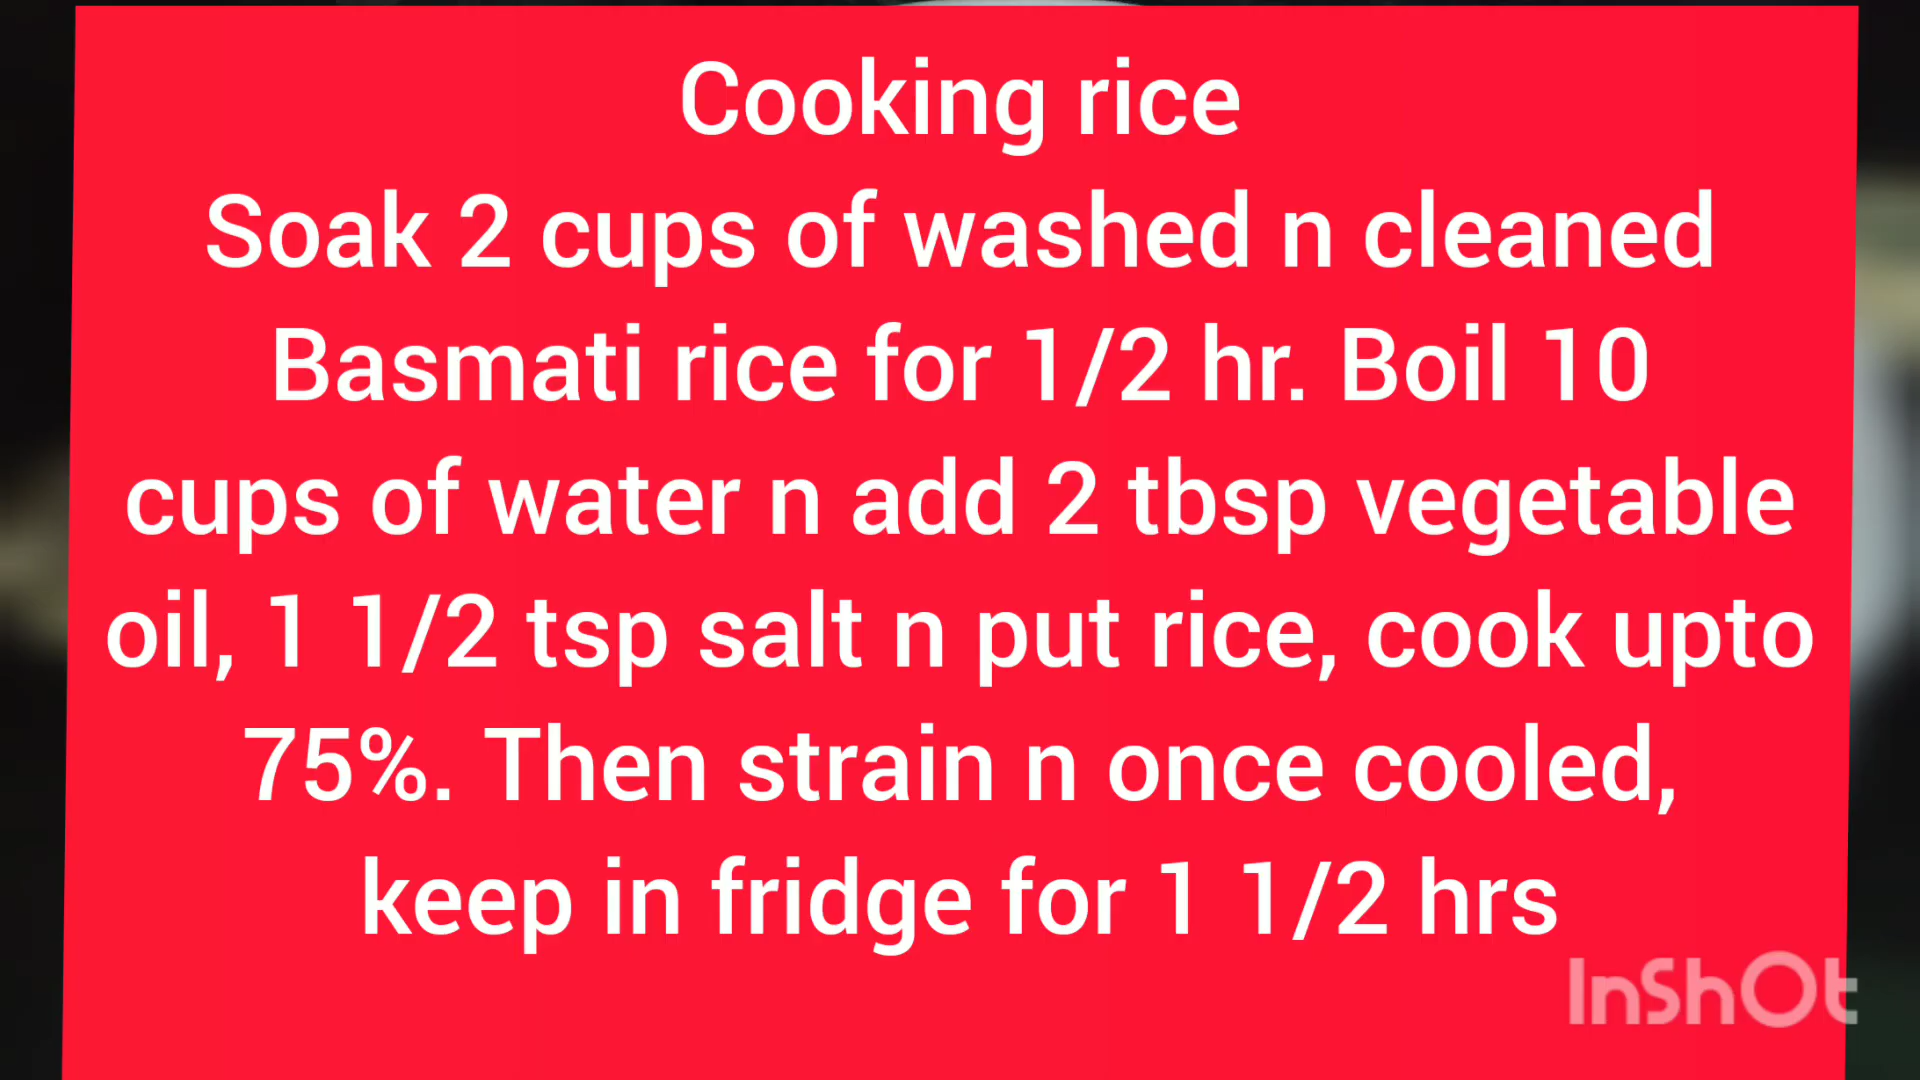 Cooking rice
Soak 2 cups of washed n cleaned
Basmati rice for 1/2 hr. Boil 10
cups of water n add 2 tbsp vegetable
oil, 1 1/2 tsp salt n put rice, cook upto
75%. Then strain n once cooled,
keep in fridge for 1 1/2 hrs
InShOt